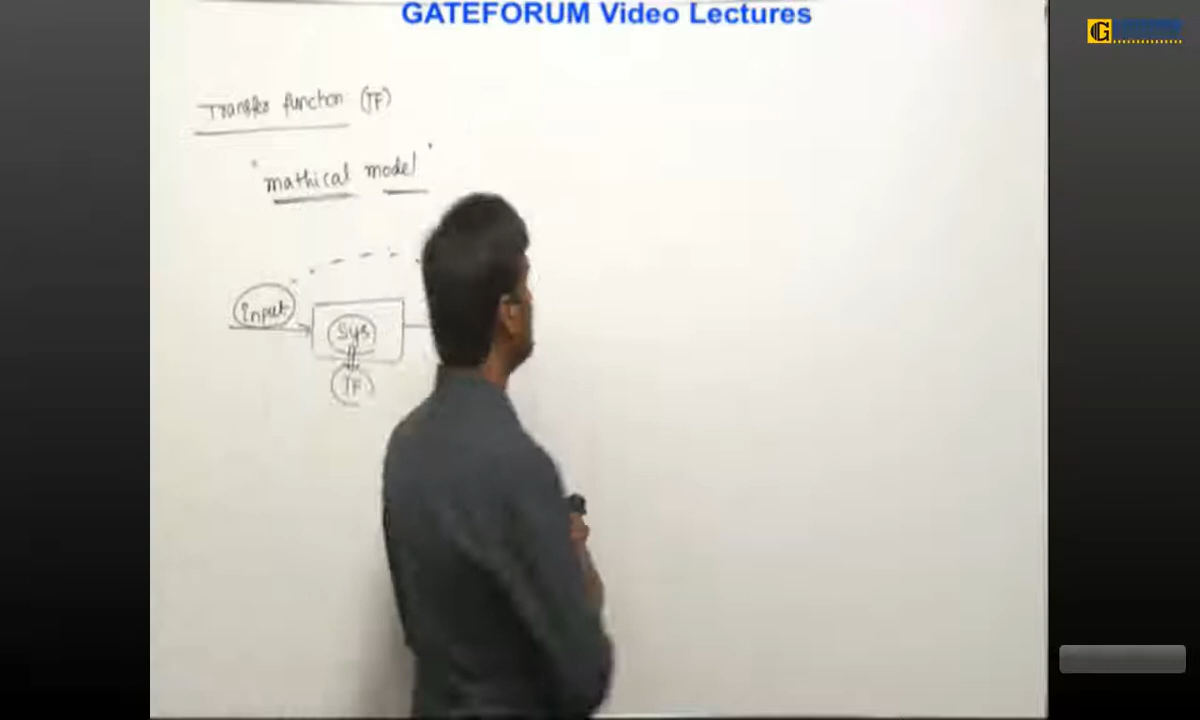 GATEFORUM Video Lectures
Transfer function (TF)
"mathical model"
Input
Sys
TF